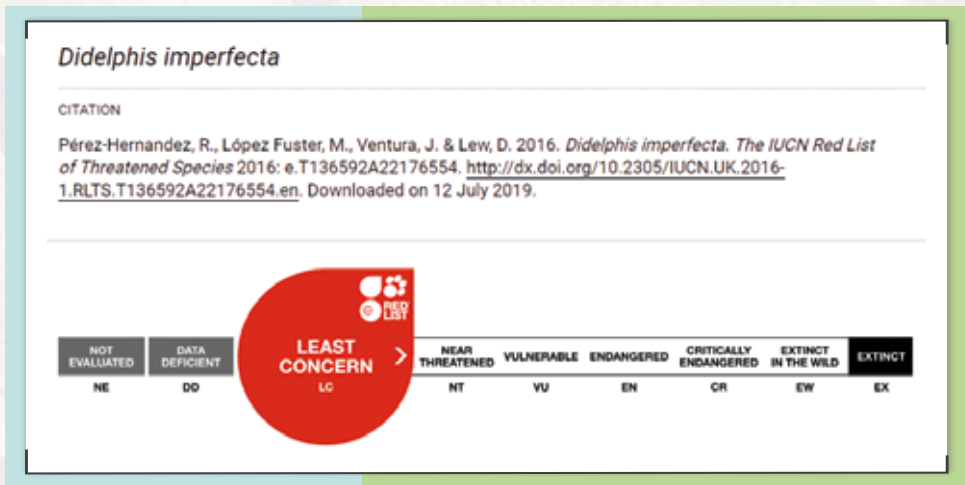 Didelphis imperfecta
CITATION
Pérez-Hernandez, R., López Fuster, M., Ventura, J. & Lew, D. 2016. Didelphis imperfecta. The IUCN Red List
of Threatened Species 2016: e.T136592A22176554. http://dx.doi.org/10.2305/IUCN.UK.2016-
1.RLTS.T136592A22176554.en. Downloaded on 12 July 2019.
RED
LIST
NOT
EVALUATED
NE
DATA
DEFICIENT
DD
LEAST
CONCERN >
LC
NEAR
THREATENED
NT
VULNERABLE
VU
ENDANGERED
EN
CRITICALLY
ENDANGERED
CR
EXTINCT
IN THE WILD
EW
EXTINCT
EX